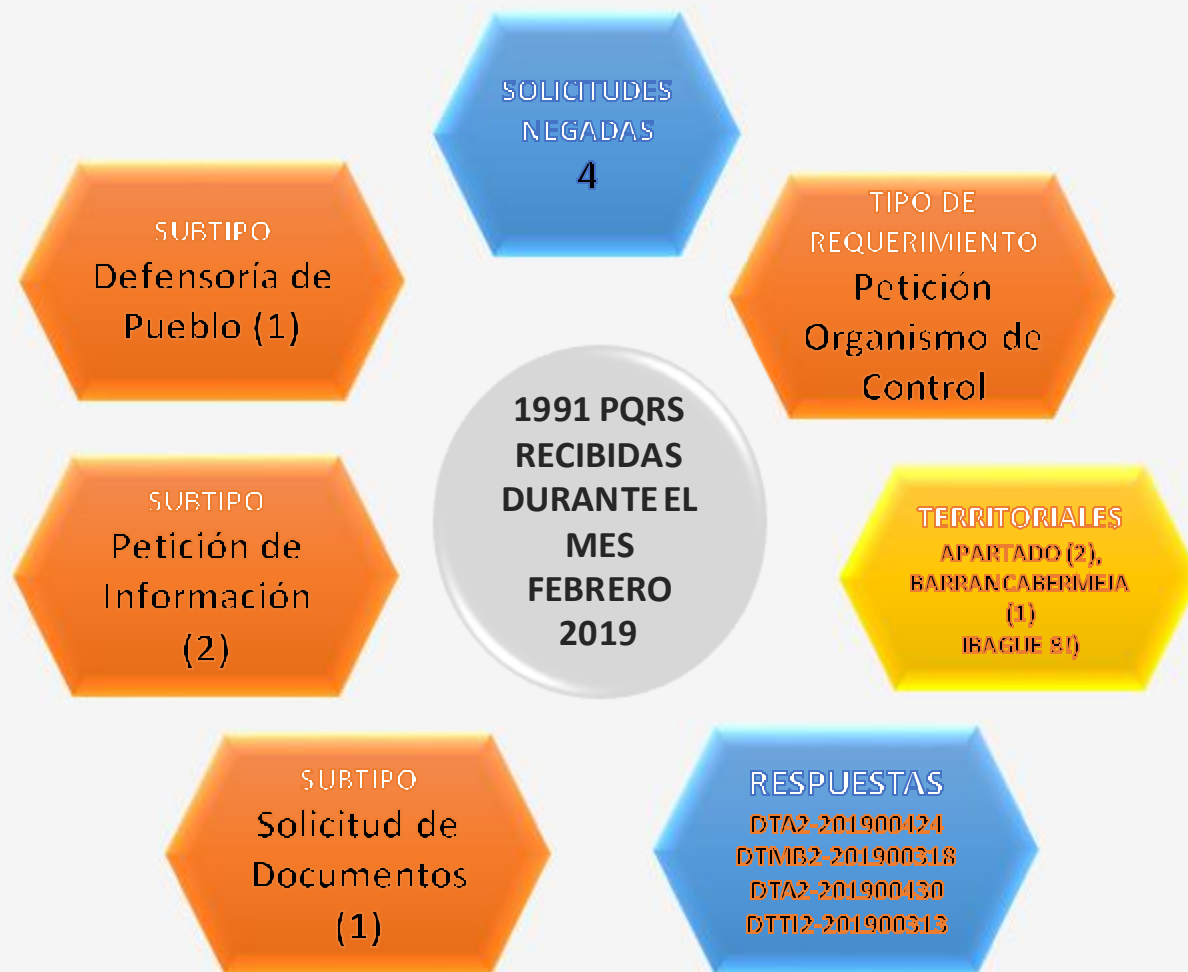 SOLICITUDES
NEGADAS
4
TIPO DE
REQUERIMIENTO
Petición
Organismo de
Control
TERRITORIALES
APARTADO (2),
BARRANCABERMEJA
(1)
IBAGUE 8!)
RESPUESTAS
DTA2-201900424
DTMB2-201900318
DTA2-201900430
DTTI2-201900313
SUBTIPO
Solicitud de
Documentos
(1)
SUBTIPO
Petición de
Información
(2)
SUBTIPO
Defensoría de
Pueblo (1)
1991 PQRS
RECIBIDAS
DURANTE EL
MES
FEBRERO
2019